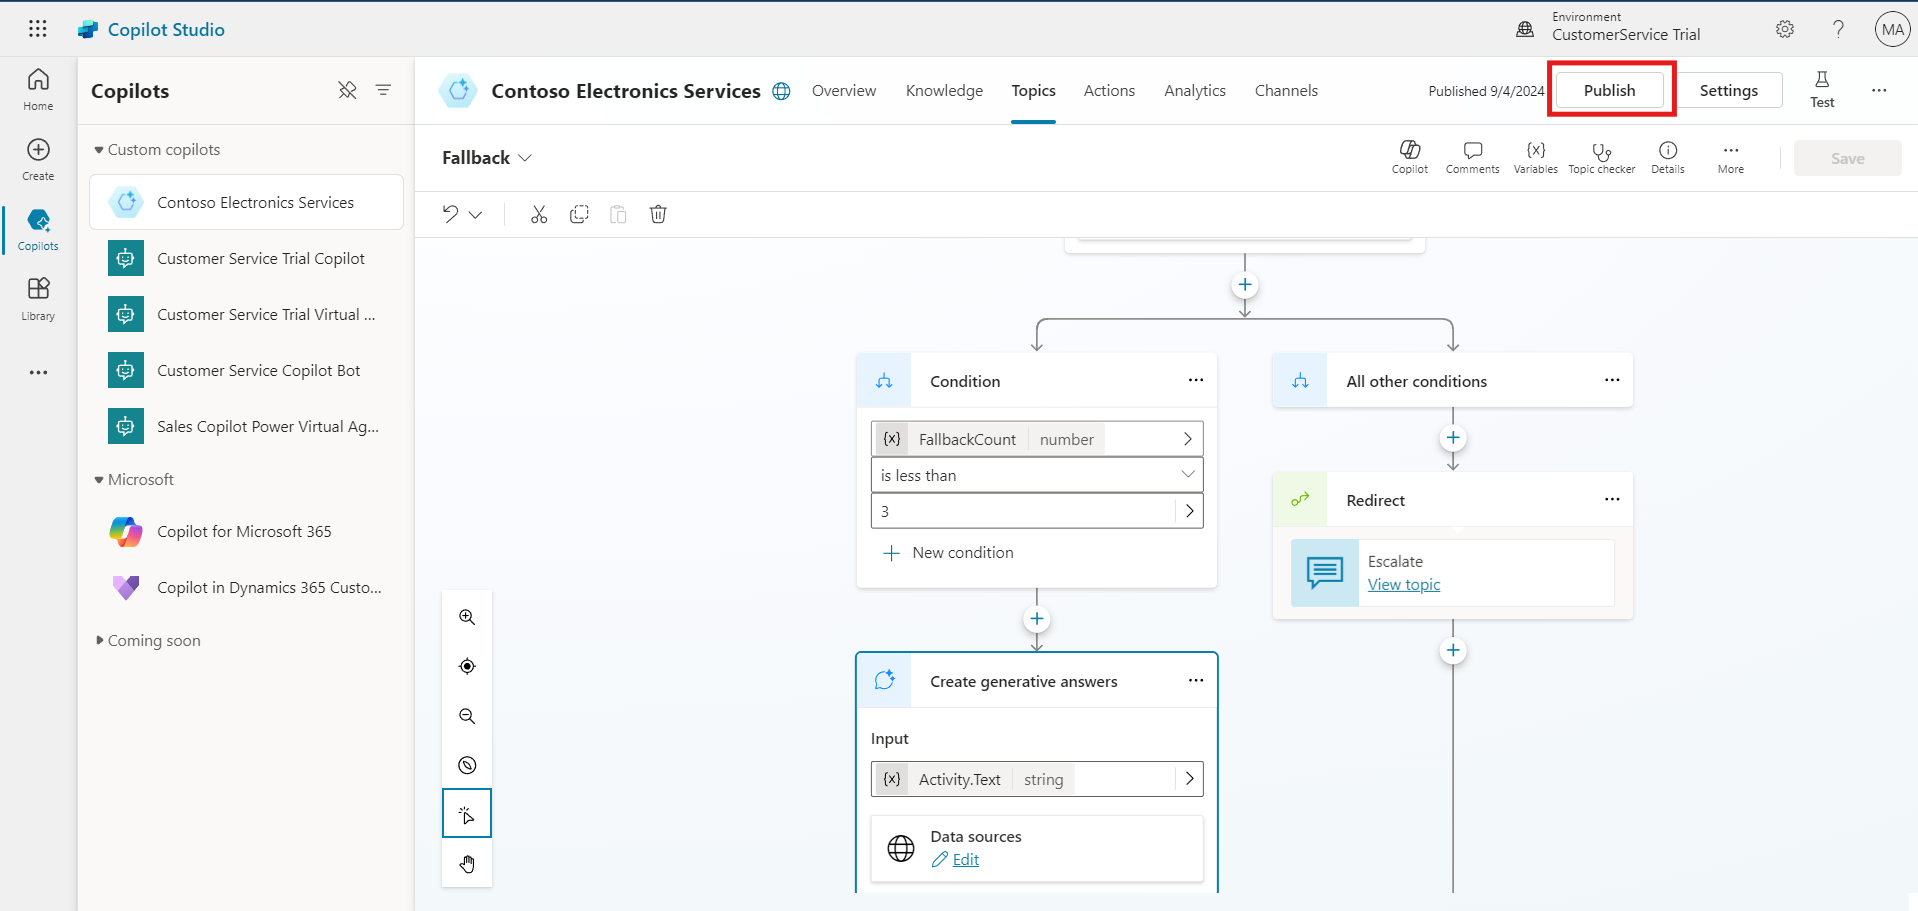 Copilot Studio
Environment
CustomerService Trial
MA
Home
Create
Copilots
Library
Copilots
Custom copilots
Contoso Electronics Services
Customer Service Trial Copilot
Customer Service Trial Virtual ...
Customer Service Copilot Bot
Sales Copilot Power Virtual Ag...
Microsoft
Copilot for Microsoft 365
Copilot in Dynamics 365 Custo...
Coming soon
Contoso Electronics Services
Overview
Knowledge
Topics
Actions
Analytics
Channels
Published 9/4/2024
Publish
Settings
Test
Fallback
Copilot
Comments
{x}
Variables
Topic checker
Details
More
Save
Condition
{x} FallbackCount number
is less than
3
New condition
All other conditions
Redirect
Escalate
View topic
Create generative answers
Input
{x} Activity.Text string
Data sources
Edit